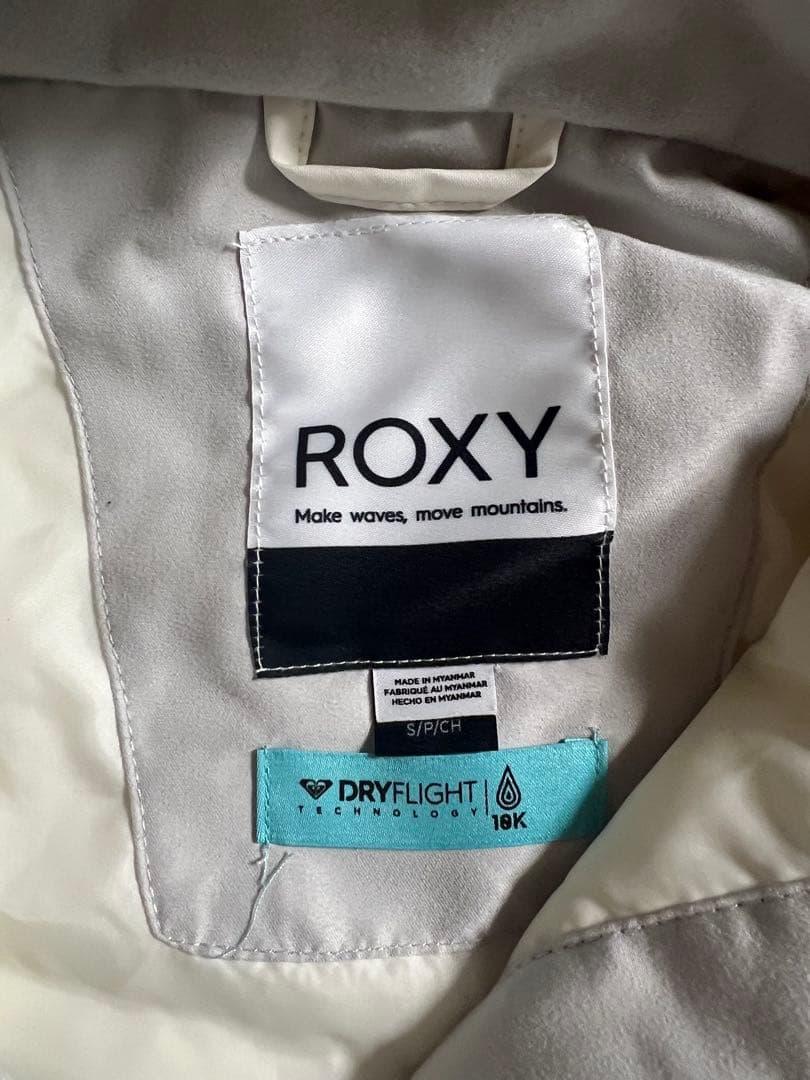 ROXY
Make waves, move mountains.
MADE IN MYANMAR
FABRIQUÉ AU MYANMAR
HECHO EN MYANMAR
S/P/CH
DRYFLIGHT
TECHNOLOGY
10K